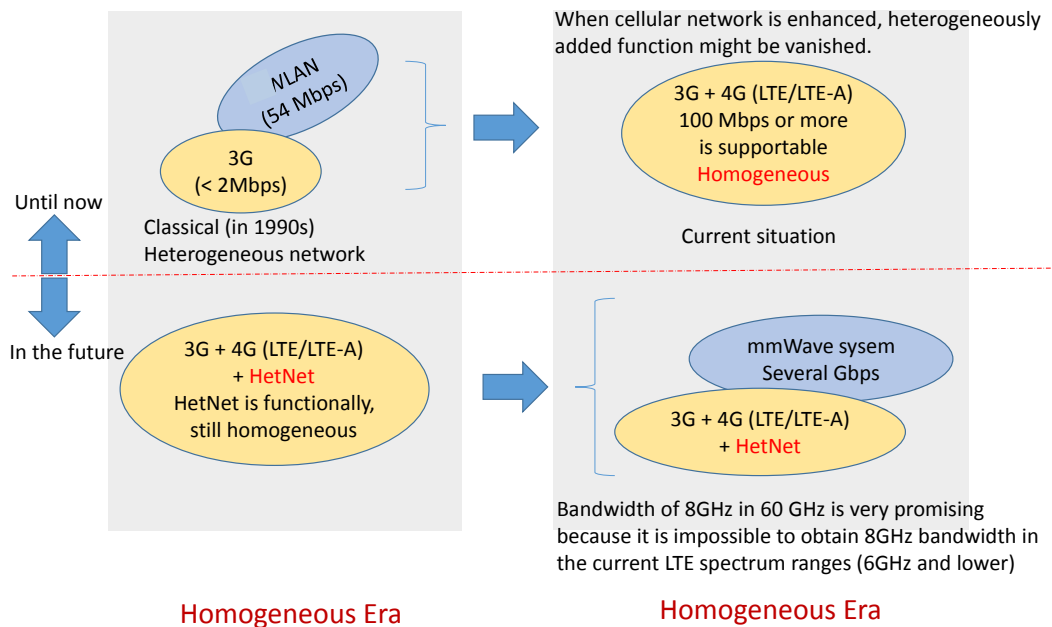 When cellular network is enhanced, heterogeneously
added function might be vanished.
WLAN
(54 Mbps)
3G
(< 2Mbps)
3G + 4G (LTE/LTE-A)
100 Mbps or more
is supportable
Homogeneous
Until now
Classical (in 1990s)
Heterogeneous network
Current situation
In the future
3G + 4G (LTE/LTE-A)
+ HetNet
HetNet is functionally,
still homogeneous
mmWave sysem
Several Gbps
3G + 4G (LTE/LTE-A)
+ HetNet
Bandwidth of 8GHz in 60 GHz is very promising
because it is impossible to obtain 8GHz bandwidth in
the current LTE spectrum ranges (6GHz and lower)
Homogeneous Era
Homogeneous Era